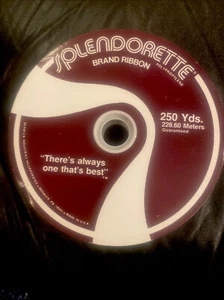 SPLENDORETTE
BRAND RIBBON
250 Yds.
228.60 Meters
Guaranteed
"There's always
one that's best"